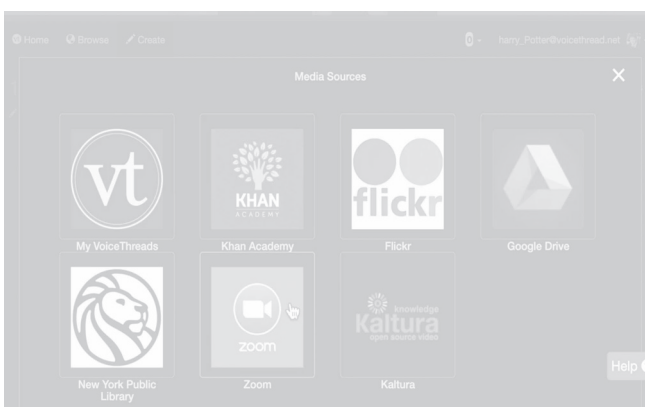 Home Browse Create harry_Potter@voicethread.net
Media Sources
vt
KHAN
ACADEMY
flickr
My VoiceThreads Khan Academy Flickr Google Drive
zoom
knowledge
Kaltura
open source video
New York Public
Library
Zoom Kaltura
Help